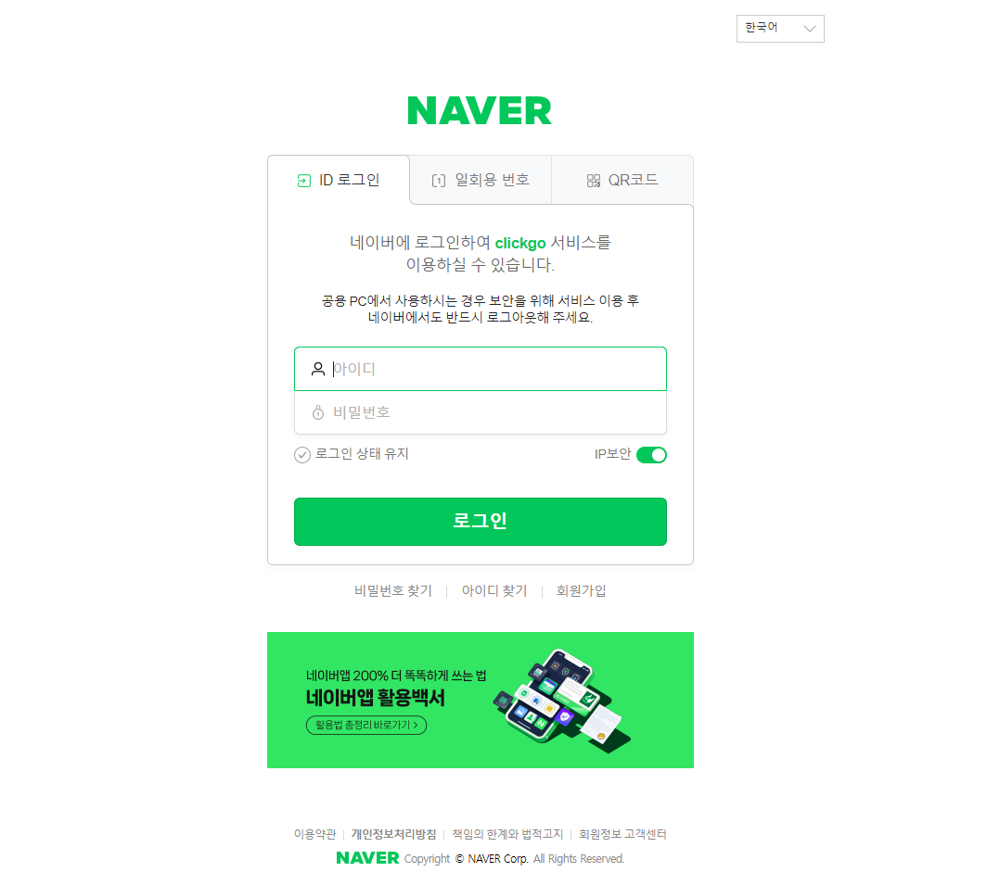 한국어
NAVER
ID 로그인
일회용 번호
QR코드
네이버에 로그인하여 clickgo 서비스를
이용하실 수 있습니다.
공용 PC에서 사용하시는 경우 보안을 위해 서비스 이용 후
네이버에서도 반드시 로그아웃해 주세요.
아이디
비밀번호
로그인 상태 유지
IP보안
로그인
비밀번호 찾기
아이디 찾기
회원가입
네이버앱 200% 더 똑똑하게 쓰는 법
네이버앱 활용백서
활용법 총정리 바로가기 >
이용약관
개인정보처리방침
책임의 한계와 법적고지
회원정보 고객센터
NAVER Copyright © NAVER Corp. All Rights Reserved.